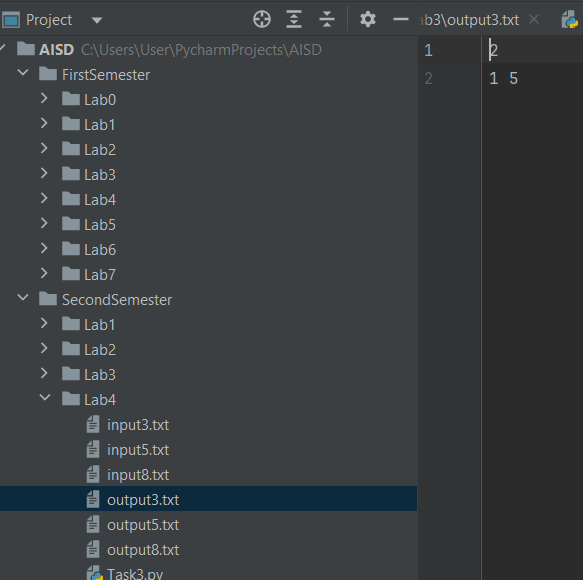 Project
ab3\output3.txt
AISD C:\Users\User\PycharmProjects\AISD
FirstSemester
Lab0
Lab1
Lab2
Lab3
Lab4
Lab5
Lab6
Lab7
SecondSemester
Lab1
Lab2
Lab3
Lab4
input3.txt
input5.txt
input8.txt
output3.txt
output5.txt
output8.txt
Task3.py
1 2
2 1 5